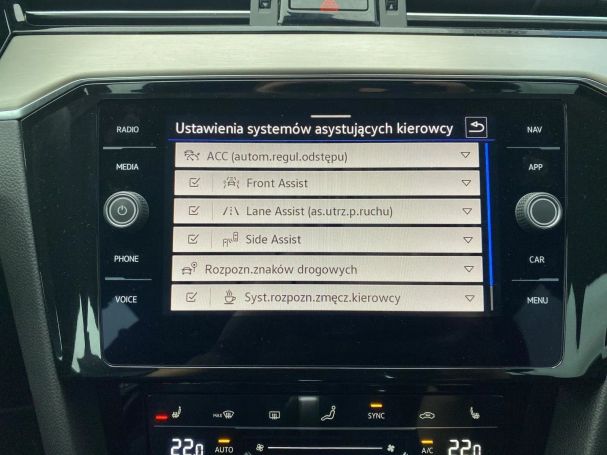 RADIO
MEDIA
PHONE
VOICE
Ustawienia systemów asystujących kierowcy
ACC (autom.regul.odstępu)
Front Assist
Lane Assist (as.utrz.p.ruchu)
Side Assist
Rozpozn.znaków drogowych
Syst.rozpozn.zmęcz.kierowcy
NAV
APP
CAR
MENU
MAX
SYNC
22.0
AUTO
A/C
22.0